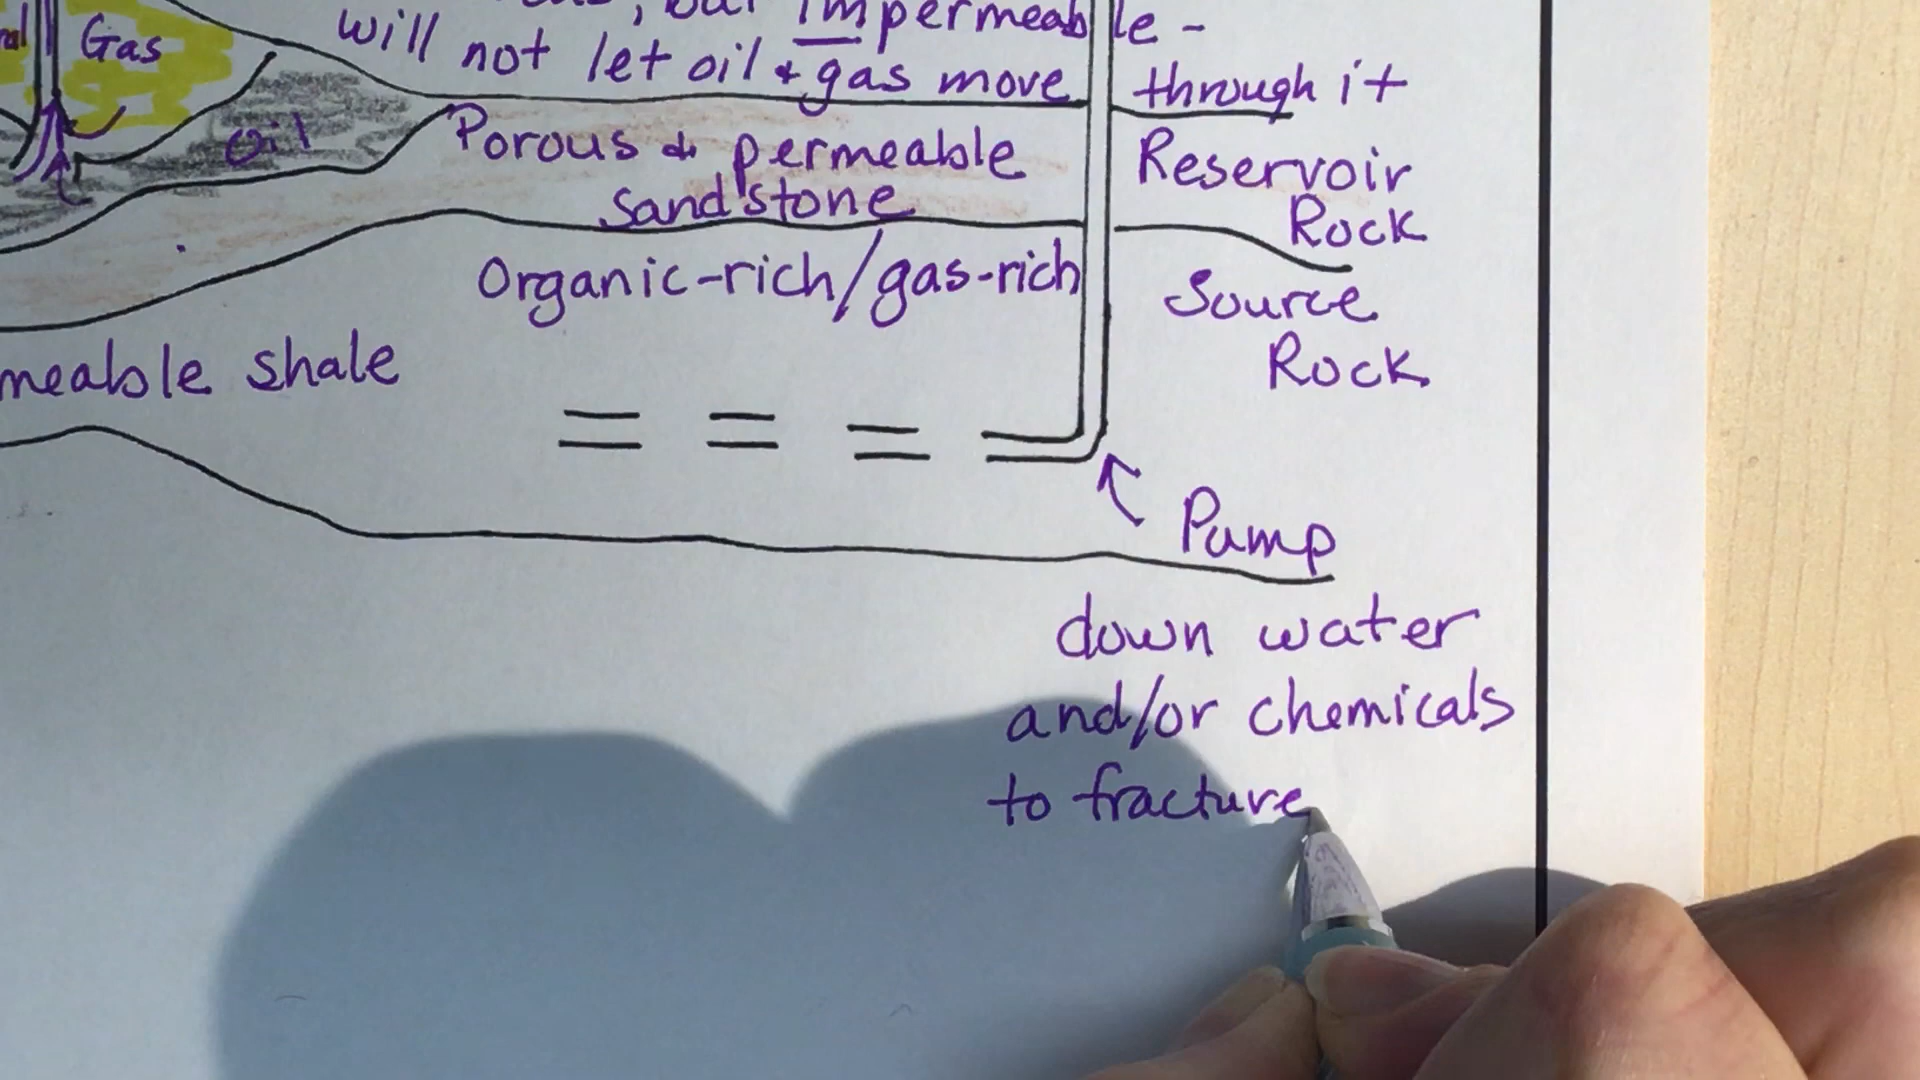 Gas
impermeable -
will not let oil & gas move through it
oil
Porous & permeable
sandstone
Reservoir
Rock
Organic-rich/gas-rich
Source
Rock
meable shale
Pump
down water
and/or chemicals
to fracture